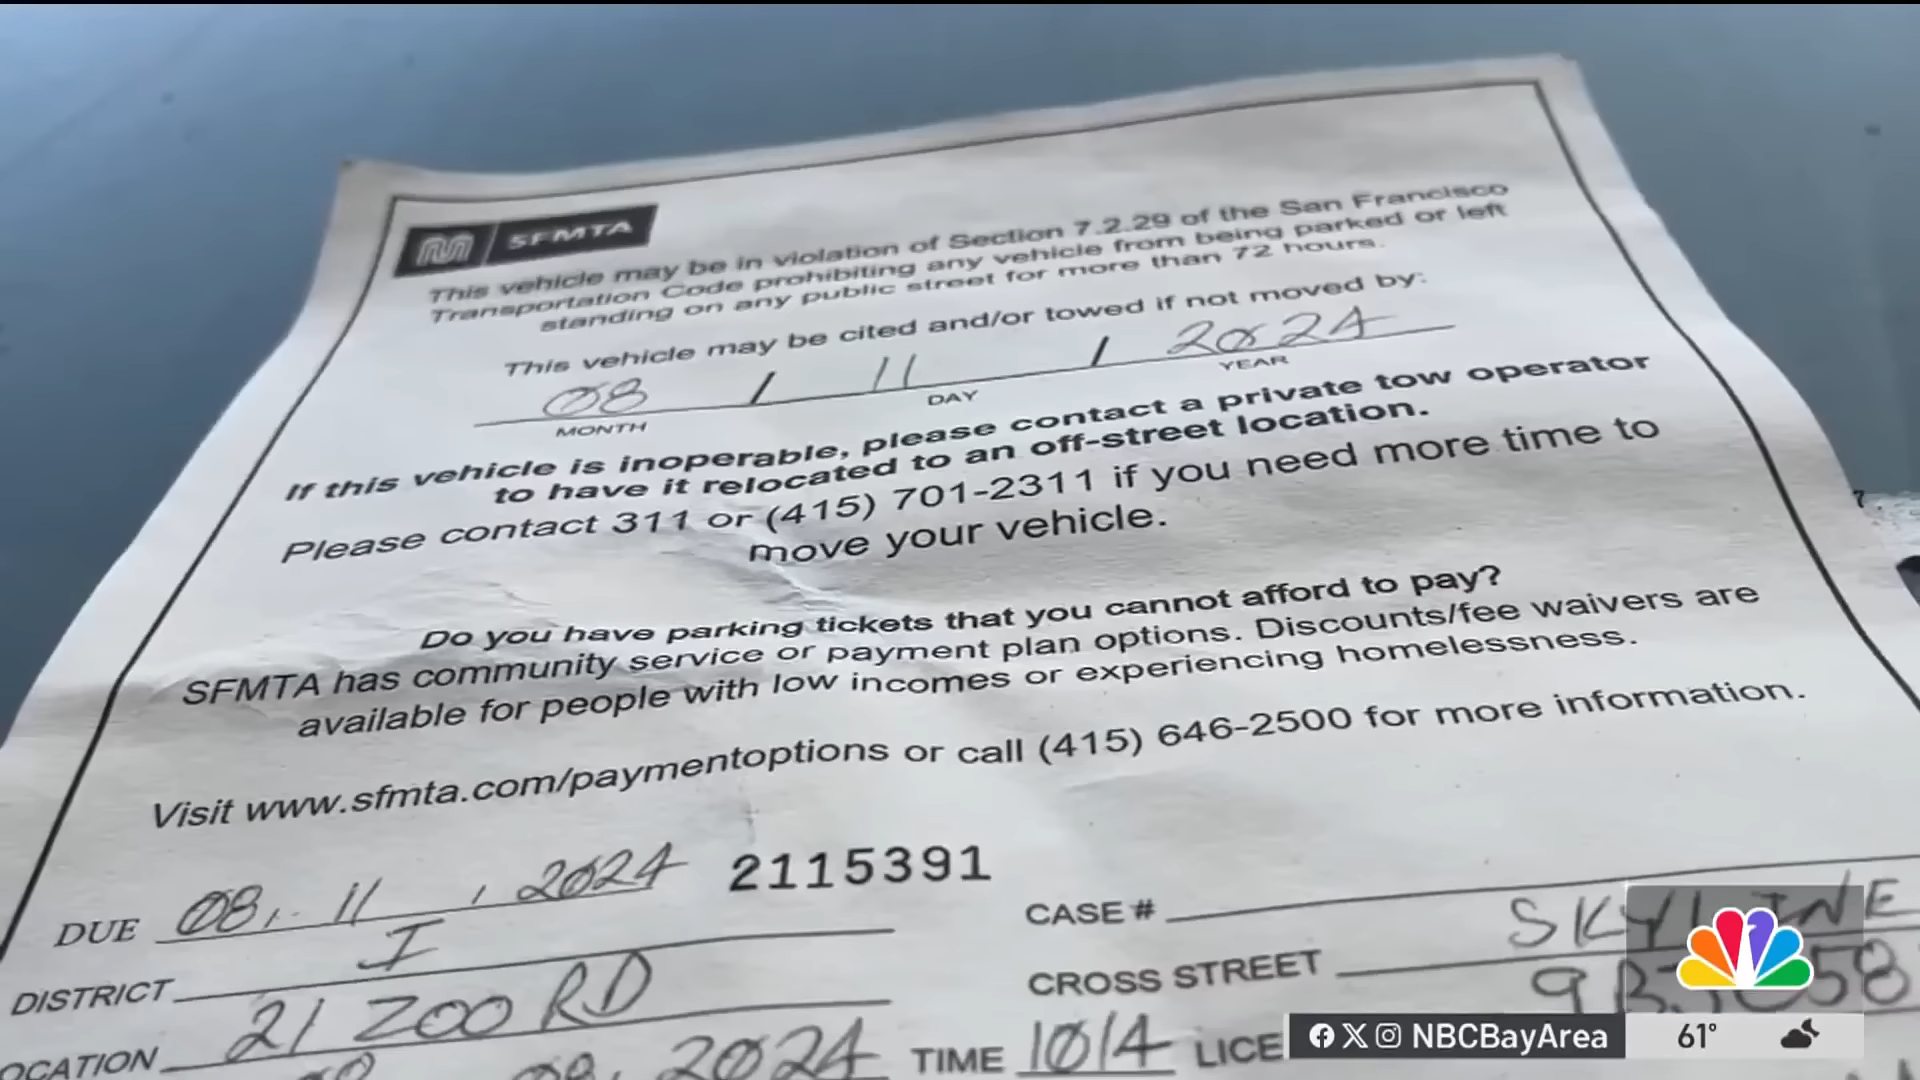 SFMTA
This vehicle may be in violation of Section 7.2.29 of the San Francisco
Transportation Code prohibiting any vehicle from being parked or left
standing on any public street for more than 72 hours.
This vehicle may be cited and/or towed if not moved by:
08 / 11 / 2024
MONTH DAY YEAR
If this vehicle is inoperable, please contact a private tow operator
to have it relocated to an off-street location.
Please contact 311 or (415) 701-2311 if you need more time to
move your vehicle.
Do you have parking tickets that you cannot afford to pay?
SFMTA has community service or payment plan options. Discounts/fee waivers are
available for people with low incomes or experiencing homelessness.
Visit www.sfmta.com/paymentoptions or call (415) 646-2500 for more information.
DUE 08, 11, 2024 2115391 CASE #
DISTRICT I CROSS STREET SKYLINE
OCATION 21 ZOO RD
08, 2024 TIME 1014 LICE
NBCBayArea 61°